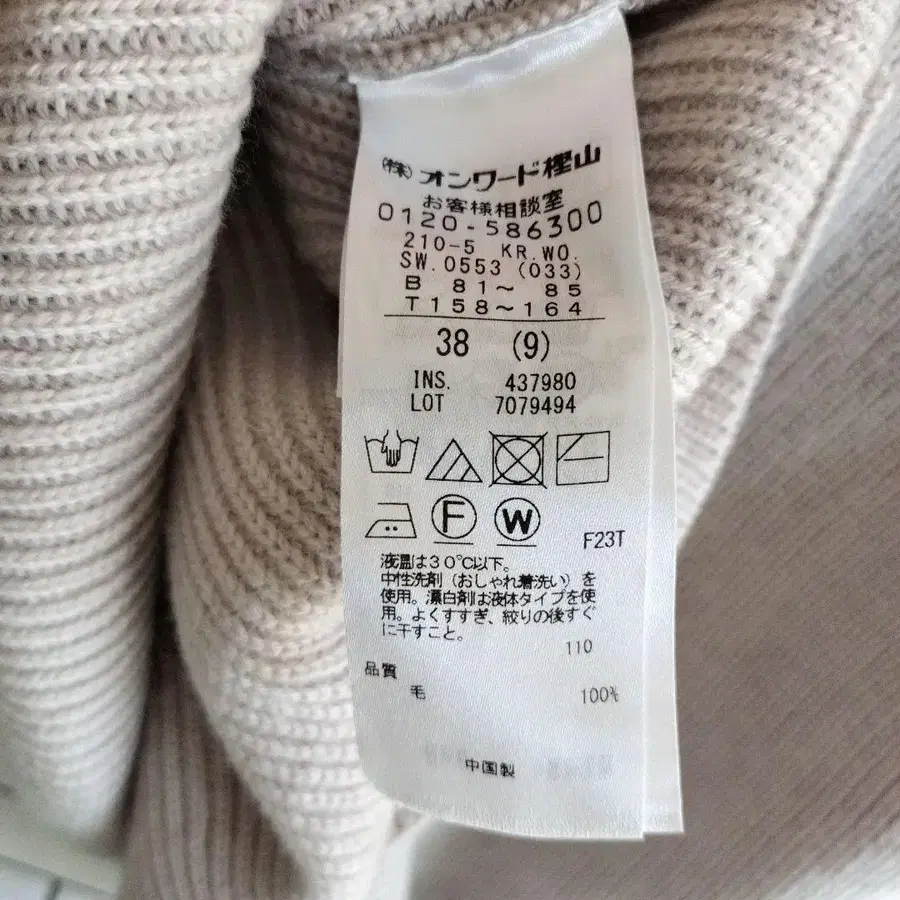 (株)オンワード樫山
お客様相談室
0120-586300
210-5 KR.WO.
SW.0553 (033)
B 81～ 85
T158～164
38 (9)
INS. 437980
LOT 7079494
F W F23T
液温は30℃以下。
中性洗剤（おしゃれ着洗い）を
使用。漂白剤は液体タイプを使
用。よくすすぎ、絞りの後すぐ
に干すこと。
110
品質
毛 100%
中国製